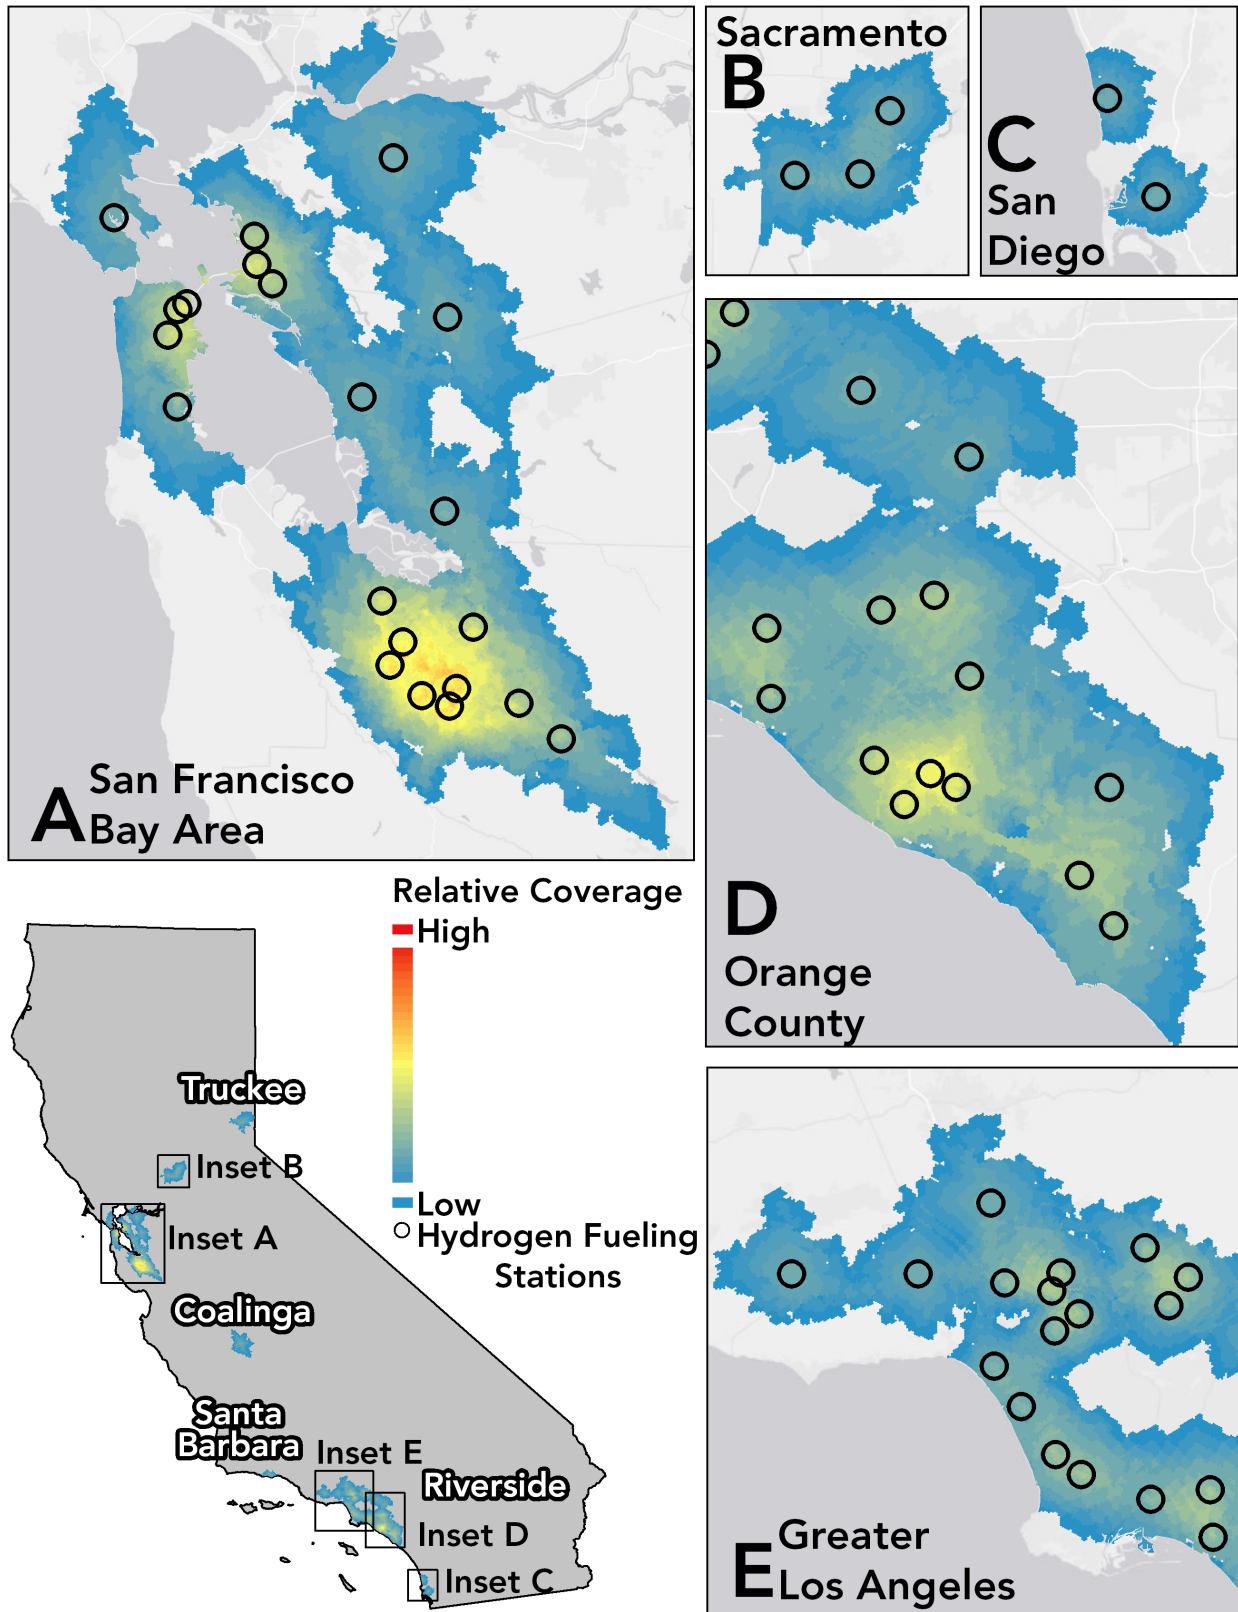 Sacramento
B
C
San
Diego
A
San Francisco
Bay Area
D
Orange
County
Relative Coverage
High
Low
Hydrogen Fueling
Stations
Truckee
Inset B
Inset A
Coalinga
Santa
Barbara
Inset E
Riverside
Inset D
Inset C
E
Greater
Los Angeles